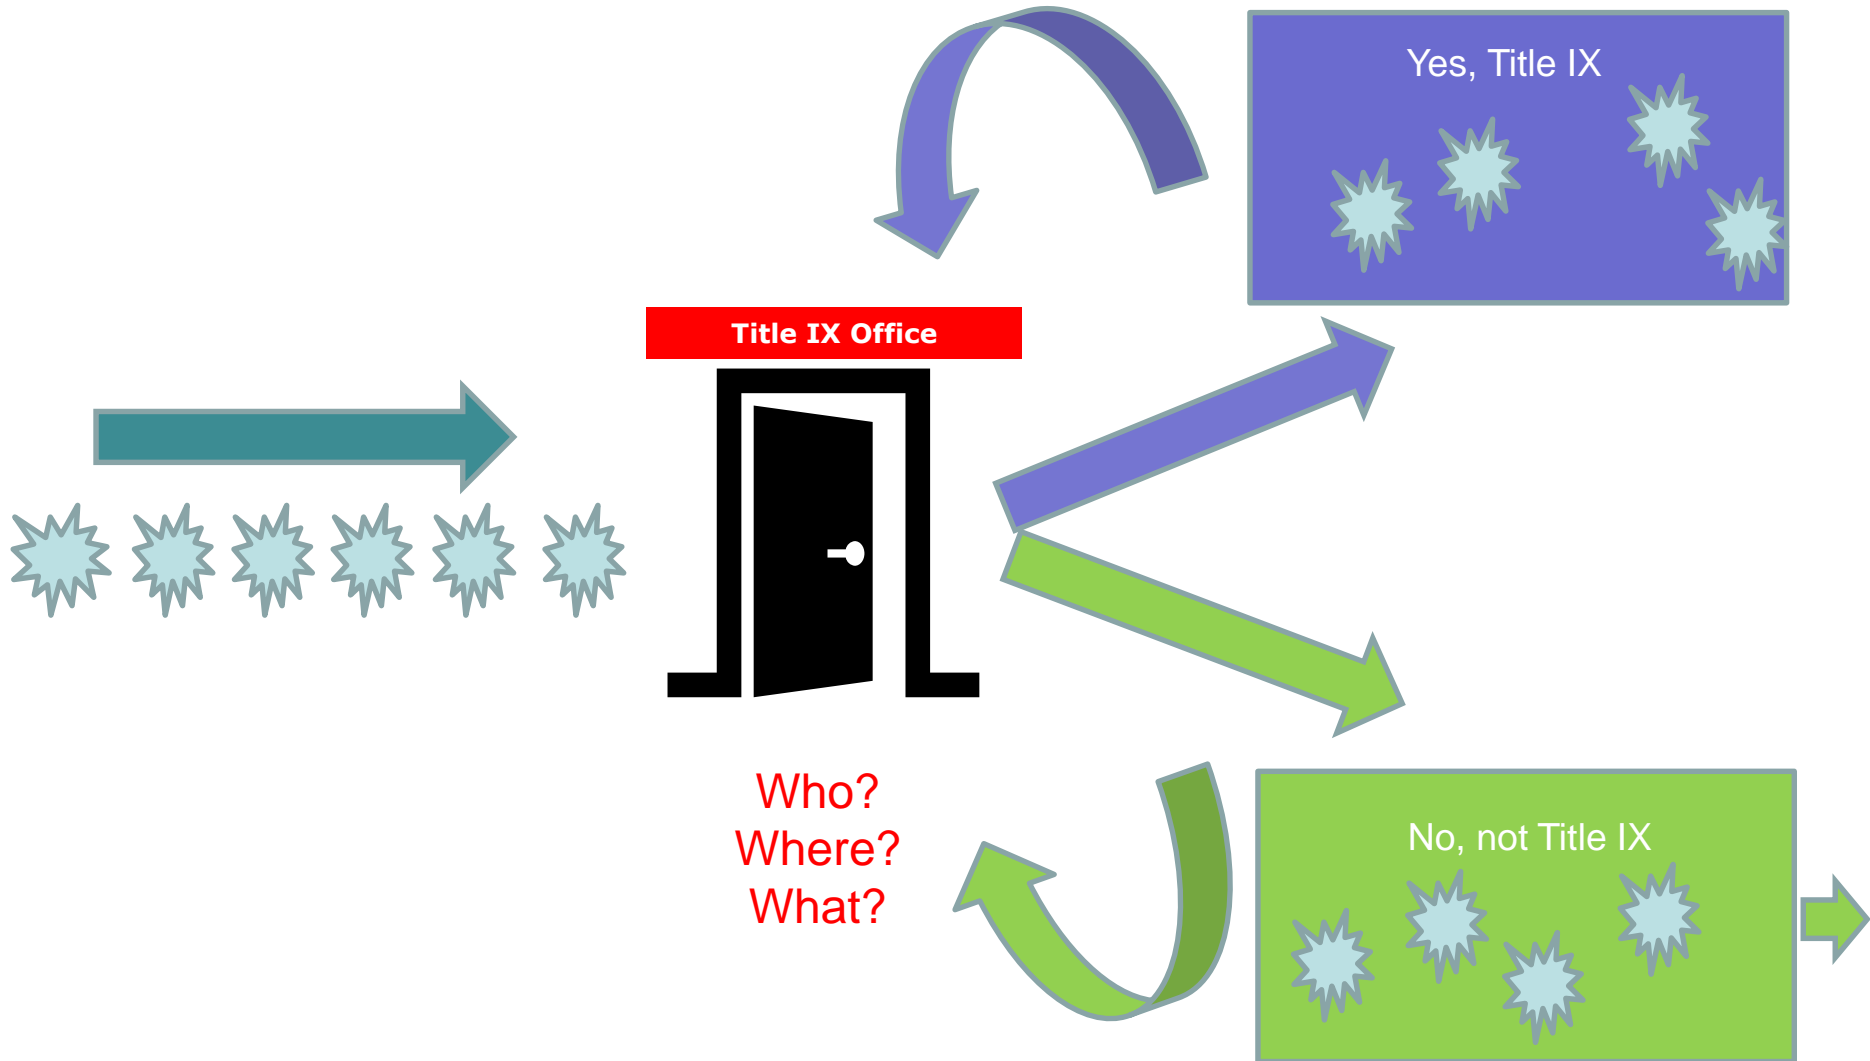 Yes, Title IX
Title IX Office
Who?
Where?
What?
No, not Title IX